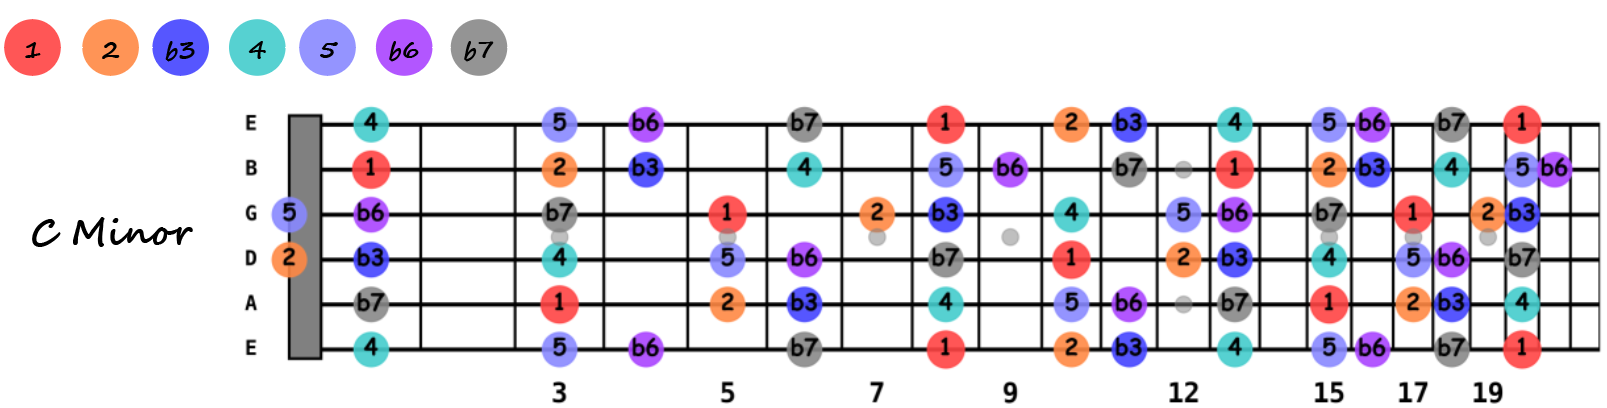 1 2 b3 4 5 b6 b7
E 4 5 b6 b7 1 2 b3 4 5 b6 b7 1
B 1 2 b3 4 5 b6 b7 1 2 b3 4 5 b6
G 5 b6 b7 1 2 b3 4 5 b6 b7 1 2 b3
C Minor
D 2 b3 4 5 b6 b7 1 2 b3 4 5 b6 b7
A b7 1 2 b3 4 5 b6 b7 1 2 b3 4
E 4 5 b6 b7 1 2 b3 4 5 b6 b7 1
3 5 7 9 12 15 17 19